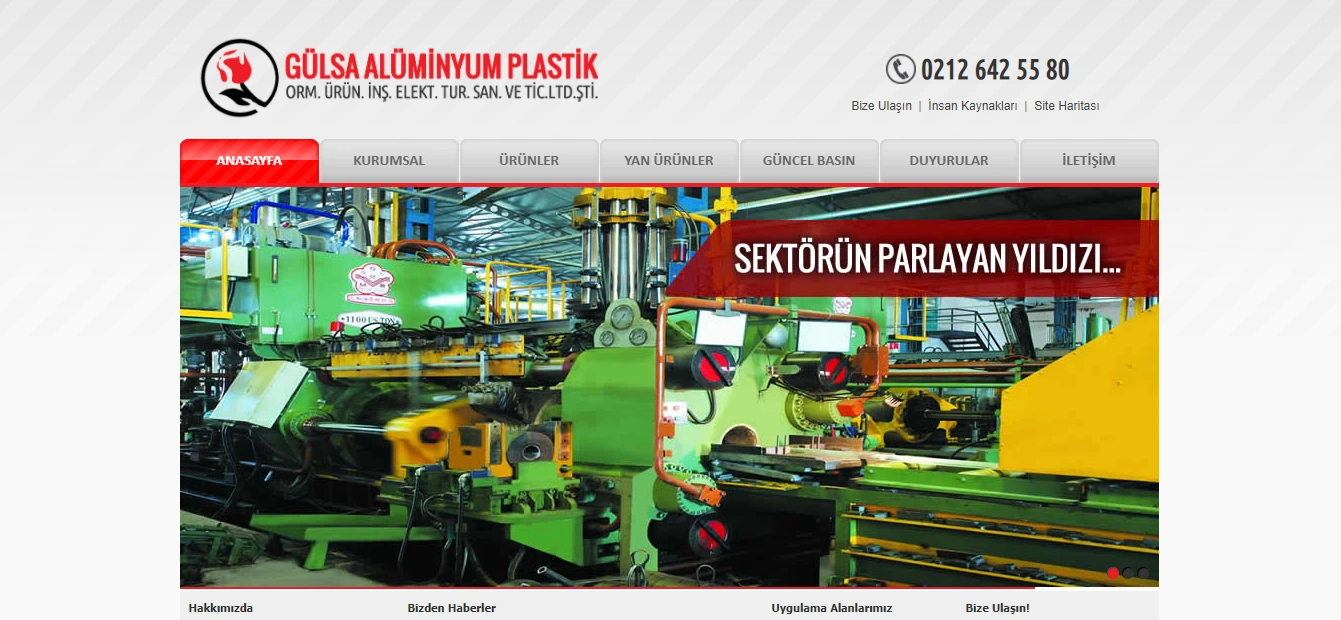 GÜLSA ALÜMİNYUM PLASTİK
ORM. ÜRÜN. İNŞ. ELEKT. TUR. SAN. VE TİC.LTD.ŞTİ.
0212 642 55 80
Bize Ulaşın | İnsan Kaynakları | Site Haritası
ANASAYFA KURUMSAL ÜRÜNLER YAN ÜRÜNLER GÜNCEL BASIN DUYURULAR İLETİŞİM
SEKTÖRÜN PARLAYAN YILDIZI...
1100 US TON
Hakkımızda Bizden Haberler Uygulama Alanlarımız Bize Ulaşın!